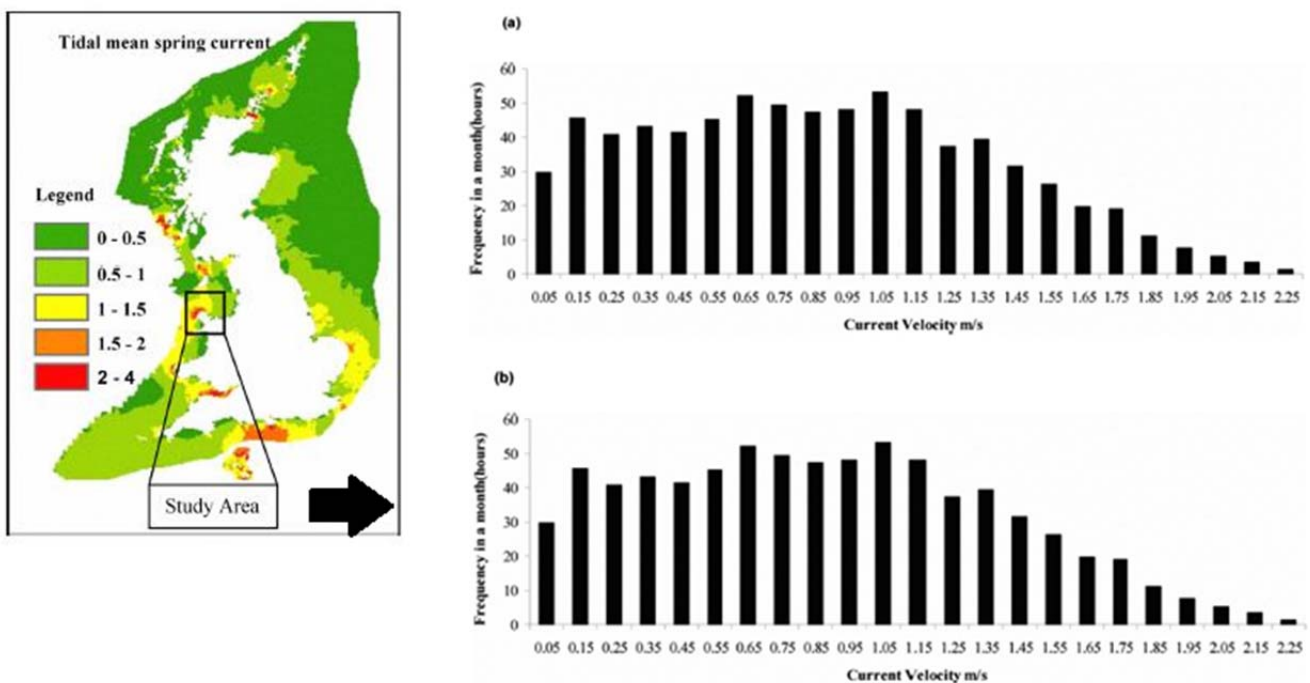 Tidal mean spring current
Legend
0 - 0.5
0.5 - 1
1 - 1.5
1.5 - 2
2 - 4
Study Area
(a)
Frequency in a month(hours)
60
50
40
30
20
10
0
0.05 0.15 0.25 0.35 0.45 0.55 0.65 0.75 0.85 0.95 1.05 1.15 1.25 1.35 1.45 1.55 1.65 1.75 1.85 1.95 2.05 2.15 2.25
Current Velocity m/s
(b)
Frequency in a month(hours)
60
50
40
30
20
10
0
0.05 0.15 0.25 0.35 0.45 0.55 0.65 0.75 0.85 0.95 1.05 1.15 1.25 1.35 1.45 1.55 1.65 1.75 1.85 1.95 2.05 2.15 2.25
Current Velocity m/s